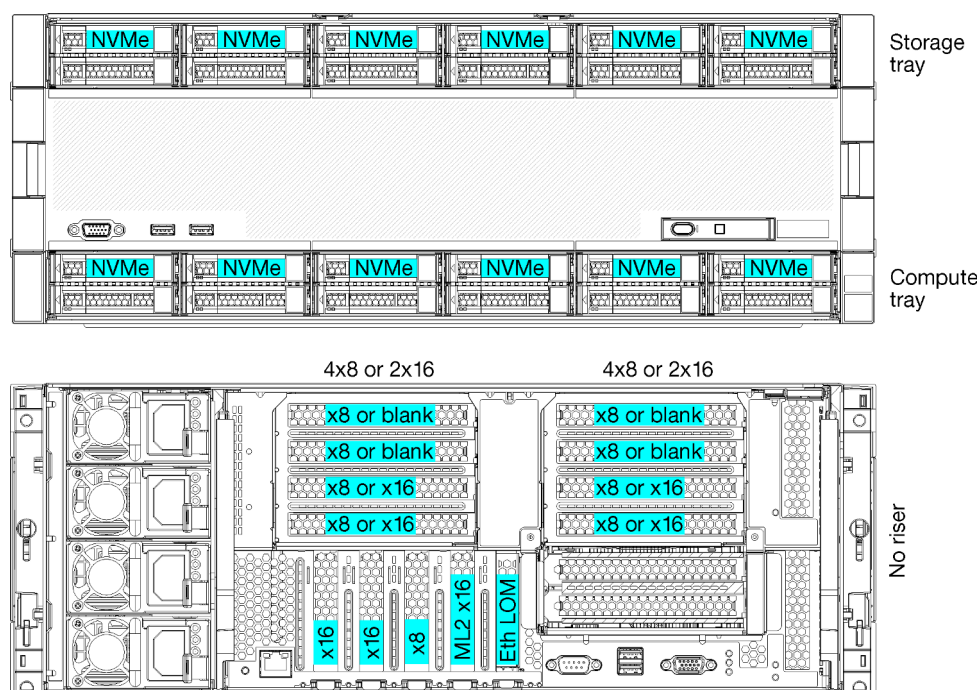 NVMe NVMe NVMe NVMe NVMe NVMe
Storage
tray
NVMe NVMe NVMe NVMe NVMe NVMe
Compute
tray
4x8 or 2x16 4x8 or 2x16
x8 or blank x8 or blank
x8 or blank x8 or blank
x8 or x16 x8 or x16
x8 or x16 x8 or x16
No riser
x16 x16 x8 ML2 x16 Eth LOM